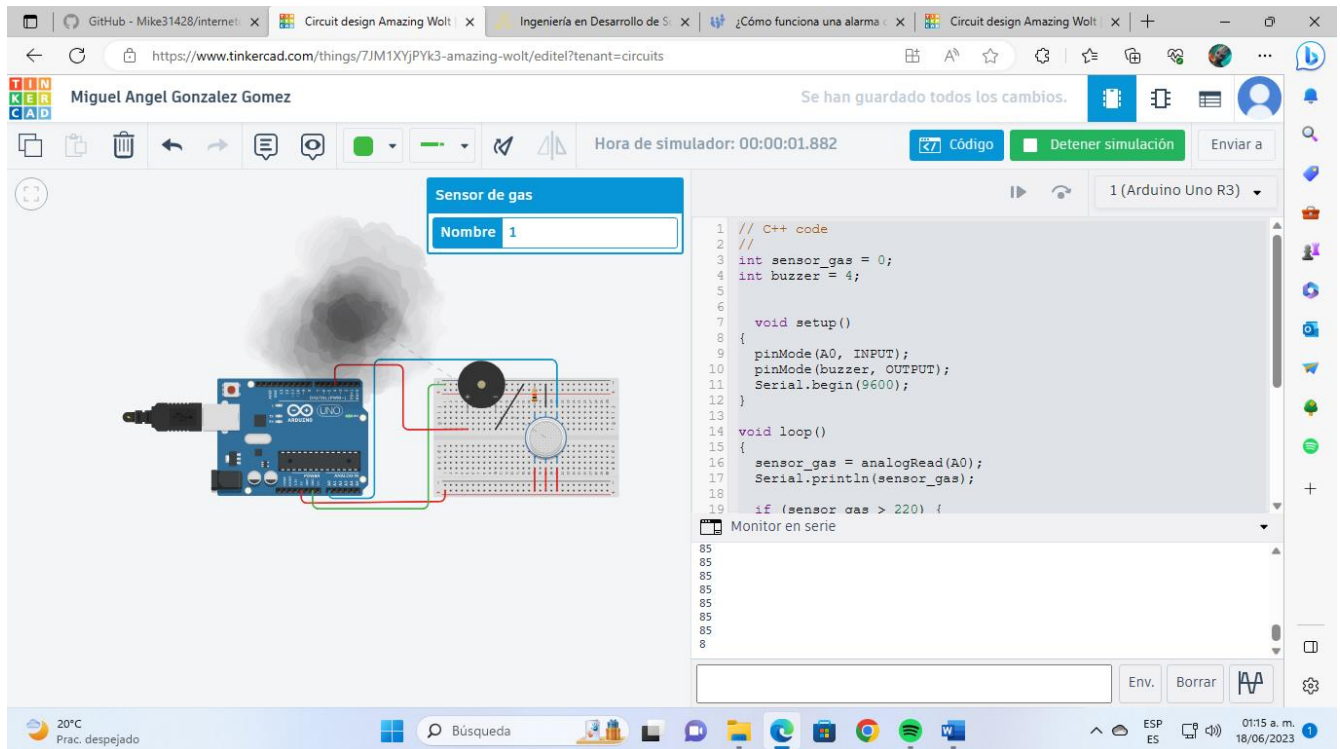 GitHub - Mike31428/internet
Circuit design Amazing Wolt
Ingeniería en Desarrollo de S
¿Cómo funciona una alarma
Circuit design Amazing Wolt
https://www.tinkercad.com/things/7JM1XYjPYk3-amazing-wolt/editel?tenant=circuits
TIN
KER
CAD
Miguel Angel Gonzalez Gomez
Se han guardado todos los cambios.
Hora de simulador: 00:00:01.882
Código
Detener simulación
Enviar a
1 (Arduino Uno R3)
Sensor de gas
Nombre 1
UNO
ARDUINO
1 // C++ code
2 //
3 int sensor_gas = 0;
4 int buzzer = 4;
5
6
7 void setup()
8 {
9 pinMode(A0, INPUT);
10 pinMode(buzzer, OUTPUT);
11 Serial.begin(9600);
12 }
13
14 void loop()
15 {
16 sensor_gas = analogRead(A0);
17 Serial.println(sensor_gas);
18
19 if (sensor_gas > 220) {
Monitor en serie
85
85
85
85
85
85
85
8
Env.
Borrar
20°C
Prac. despejado
Búsqueda
ESP
ES
01:15 a. m.
18/06/2023
1